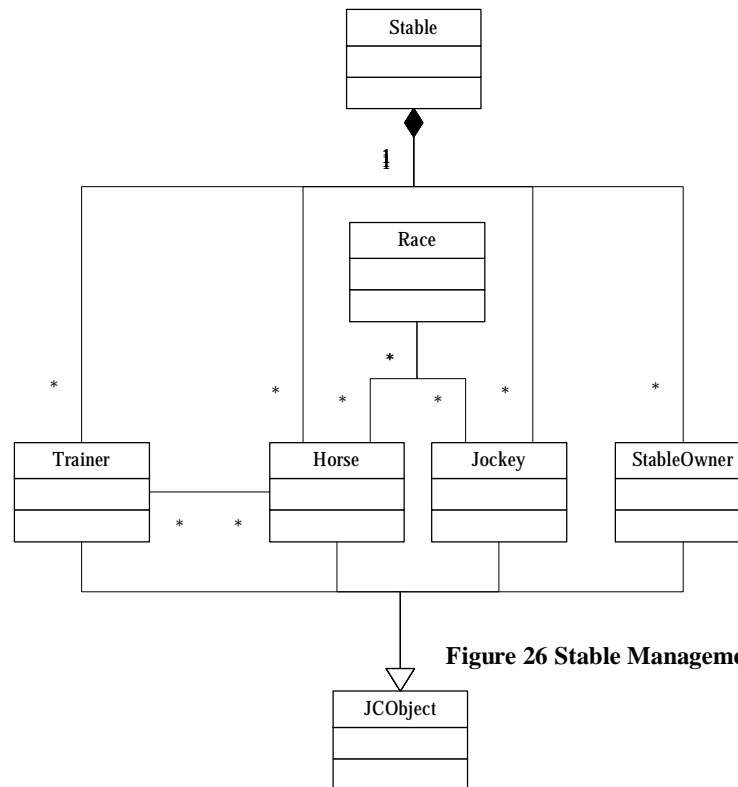 Stable
1
Race
*
* * * * * *
Trainer Horse Jockey StableOwner
* *
Figure 26 Stable Manageme
JCObject